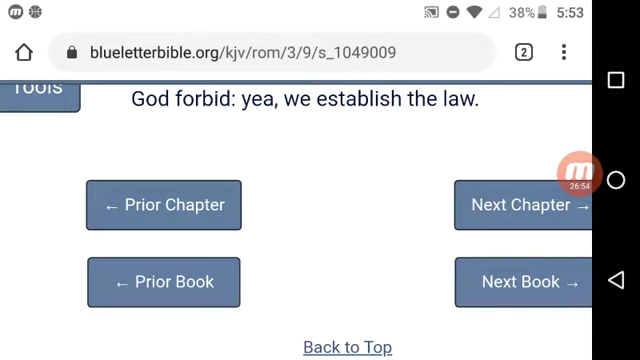 38% 5:53
blueletterbible.org/kjv/rom/3/9/s_1049009 2
Tools
God forbid: yea, we establish the law.
26:54
← Prior Chapter Next Chapter →
← Prior Book Next Book →
Back to Top